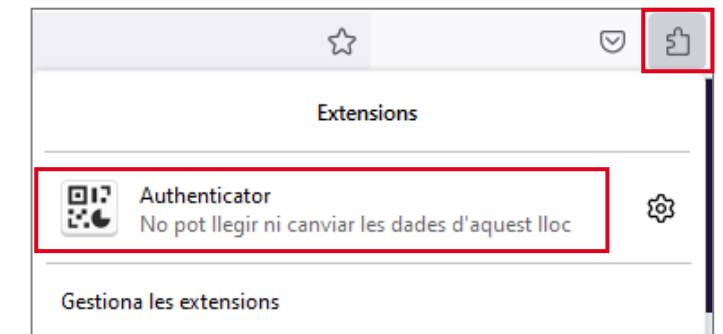 Extensions
Authenticator
No pot llegir ni canviar les dades d'aquest lloc
Gestiona les extensions